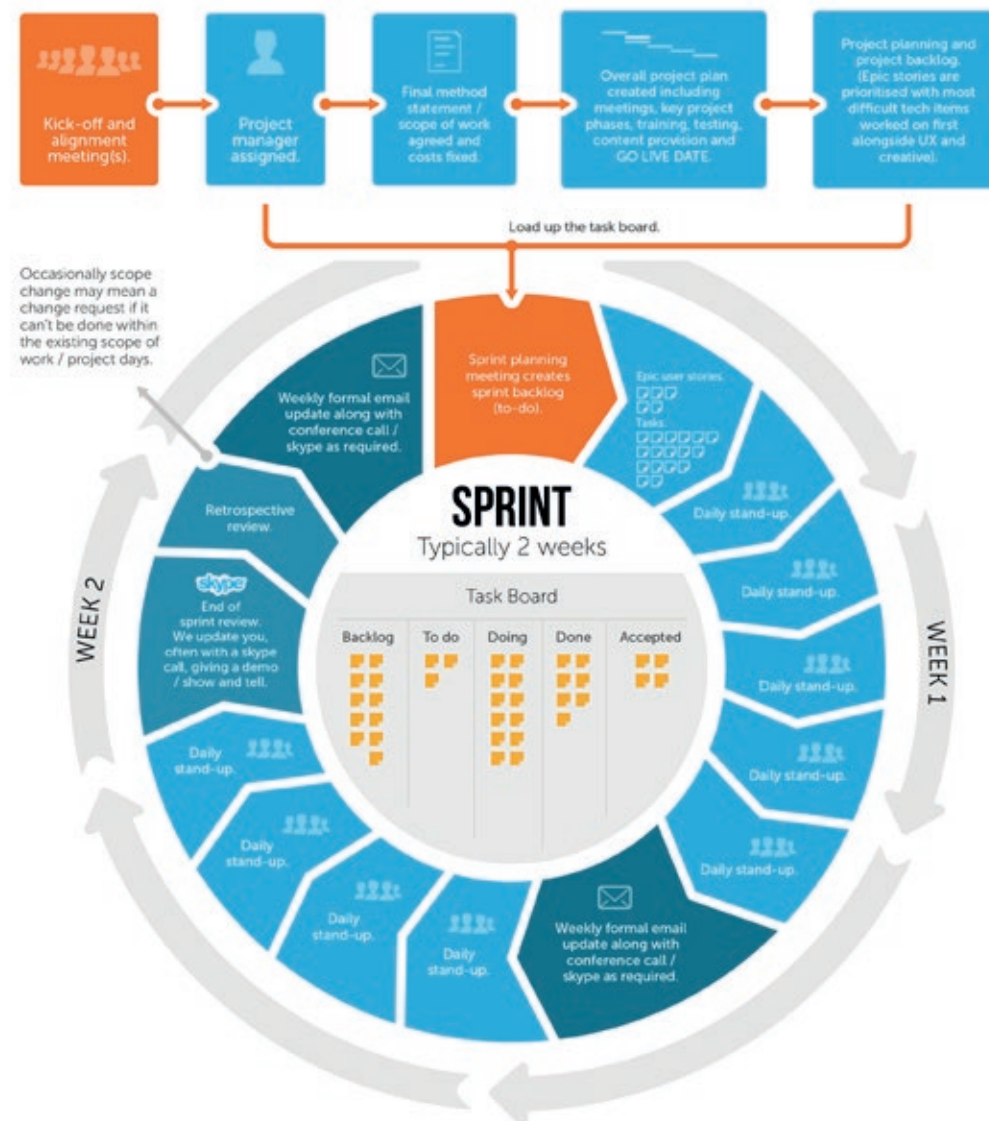 Kick-off and
alignment
meeting(s).
Project
manager
assigned.
Final method
statement /
scope of work
agreed and
costs fixed.
Overall project plan
created including
meetings, key project
phases, training, testing,
content provision and
GO LIVE DATE.
Project planning and
project backlog.
(Epic stories are
prioritised with most
difficult tech items
worked on first
alongside UX and
creative).
Load up the task board.
Occasionally scope
change may mean a
change request if it
can't be done within
the existing scope of
work / project days.
Sprint planning
meeting creates
sprint backlog
(to-do).
Epic user stories.
Tasks.
Daily stand-up.
Daily stand-up.
Daily stand-up.
Daily stand-up.
Daily stand-up.
WEEK 1
Weekly formal email
update along with
conference call /
skype as required.
Daily
stand-up.
Daily
stand-up.
Daily
stand-up.
Daily
stand-up.
skype
End of
sprint review.
We update you,
often with a skype
call, giving a demo
/ show and tell.
WEEK 2
Retrospective
review.
Weekly formal email
update along with
conference call /
skype as required.
SPRINT
Typically 2 weeks
Task Board
Backlog To do Doing Done Accepted